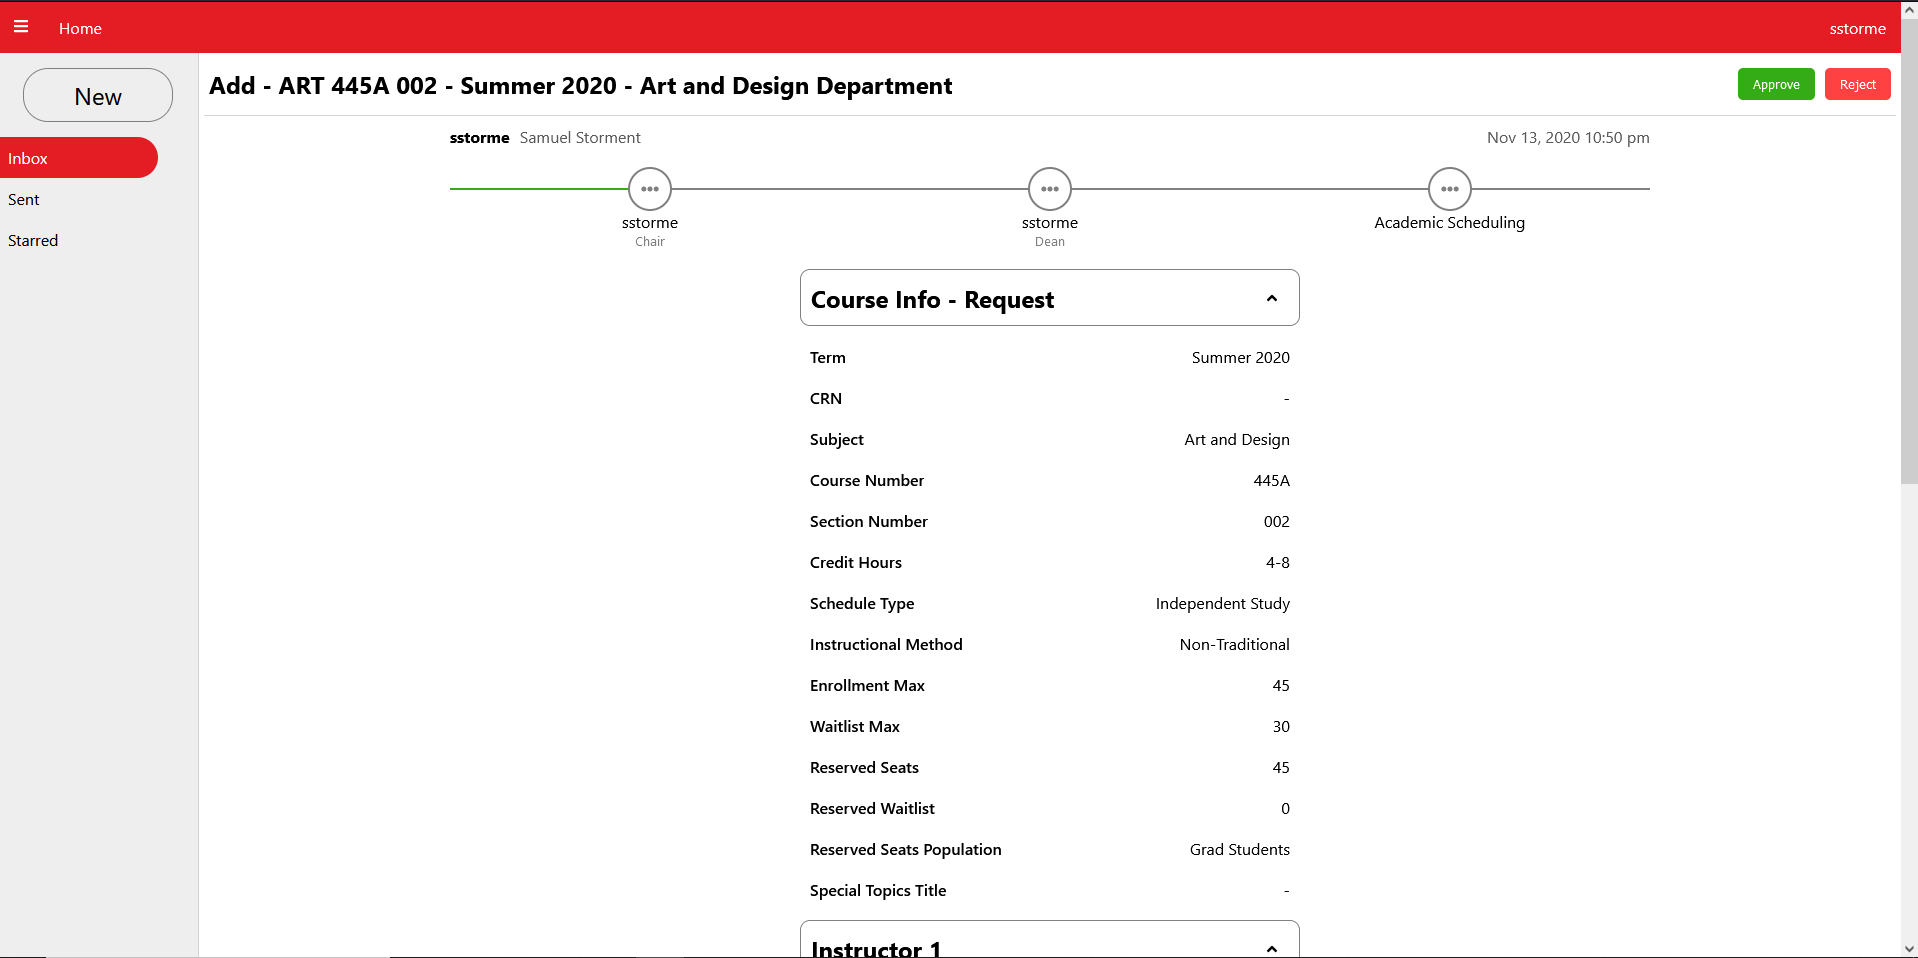 Home
sstorme
New
Inbox
Sent
Starred
Add - ART 445A 002 - Summer 2020 - Art and Design Department
Approve
Reject
sstorme Samuel Storment
Nov 13, 2020 10:50 pm
sstorme
Chair
sstorme
Dean
Academic Scheduling
Course Info - Request
Term Summer 2020
CRN -
Subject Art and Design
Course Number 445A
Section Number 002
Credit Hours 4-8
Schedule Type Independent Study
Instructional Method Non-Traditional
Enrollment Max 45
Waitlist Max 30
Reserved Seats 45
Reserved Waitlist 0
Reserved Seats Population Grad Students
Special Topics Title -
Instructor 1